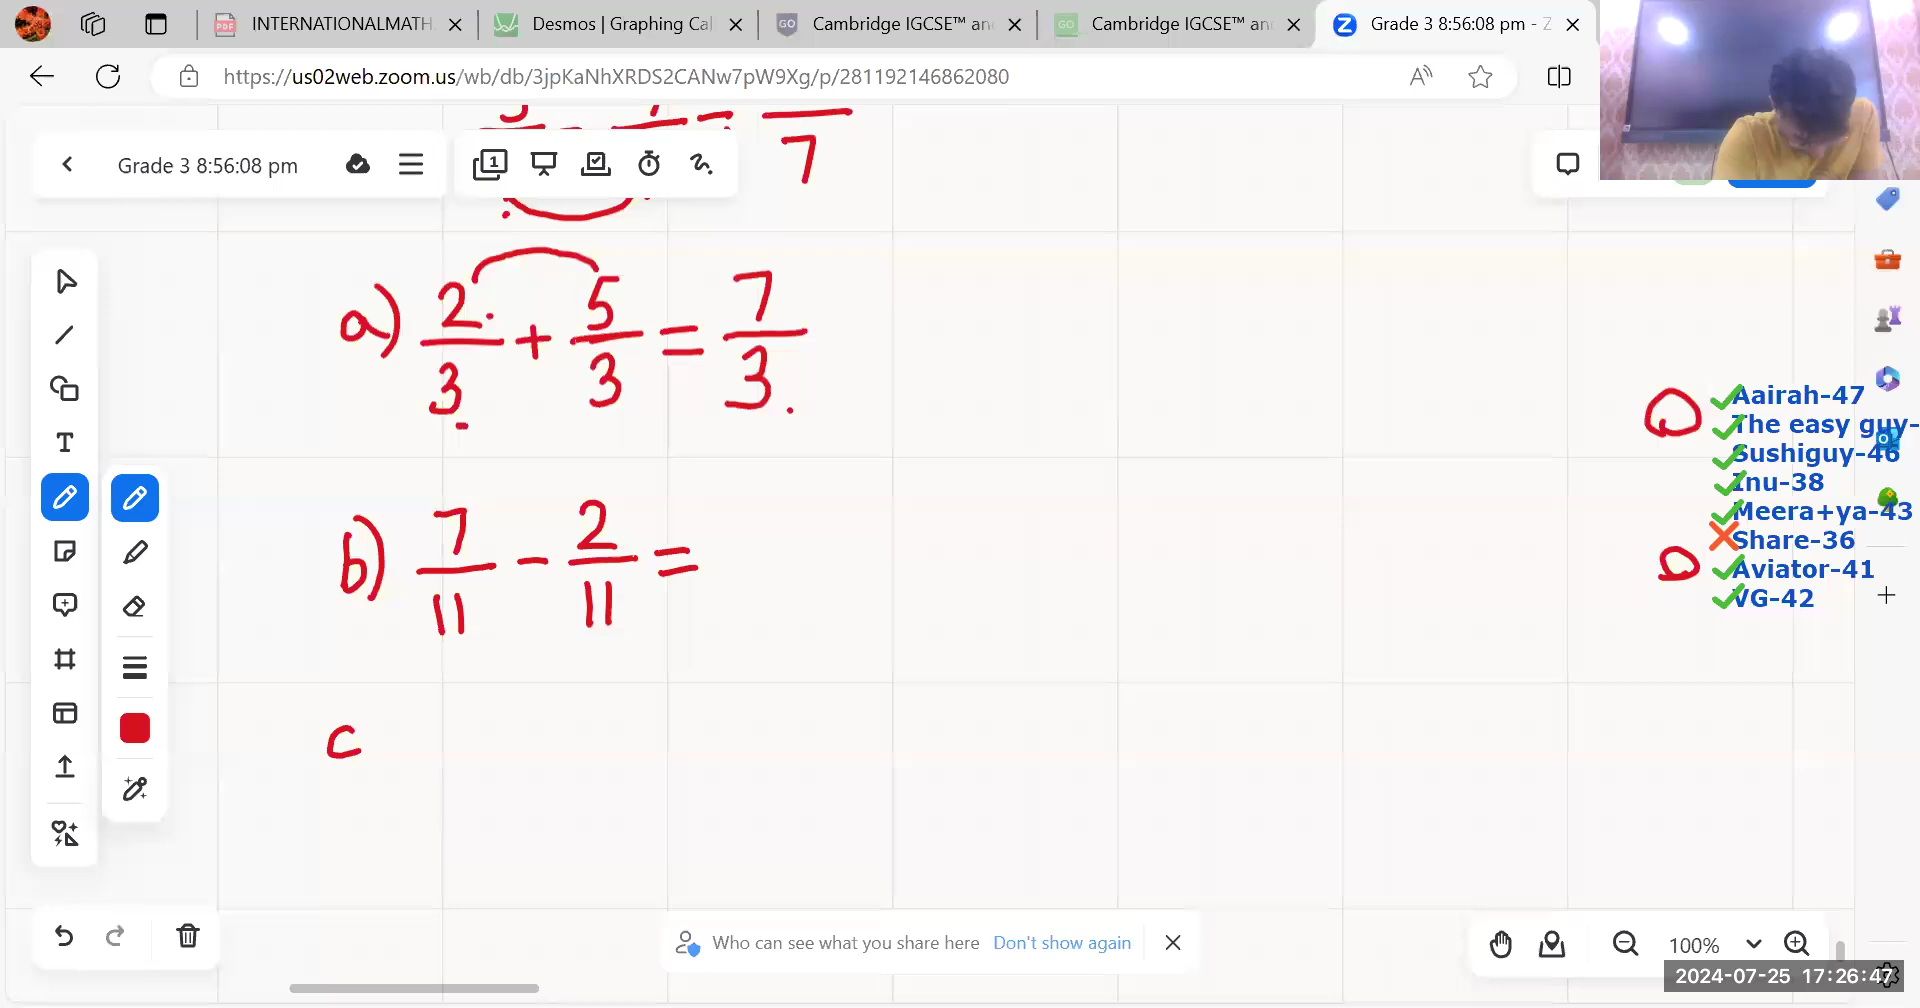 INTERNATIONALMATH
Desmos | Graphing Cal
Cambridge IGCSE™ an
Cambridge IGCSE™ an
Grade 3 8:56:08 pm - Z
https://us02web.zoom.us/wb/db/3jpKaNhXRDS2CANw7pW9Xg/p/281192146862080
Grade 3 8:56:08 pm
7
a) 2/3 + 5/3 = 7/3
b) 7/11 - 2/11 =
c
Aairah-47
The easy guy-
Sushiguy-46
Inu-38
Meera+ya-43
Share-36
Aviator-41
VG-42
Who can see what you share here Don't show again
100%
2024-07-25 17:26:47